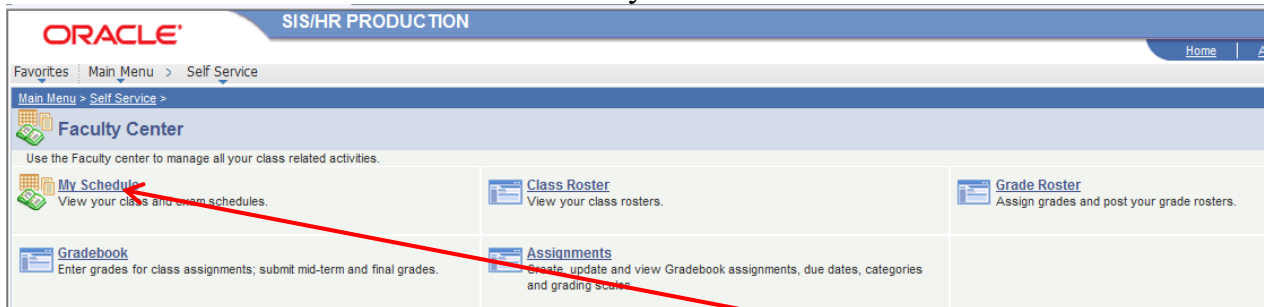 ORACLE'
SIS/HR PRODUCTION
Home
Favorites Main Menu > Self Service
Main Menu > Self Service >
Faculty Center
Use the Faculty center to manage all your class related activities.
My Schedule
View your class and exam schedules.
Class Roster
View your class rosters.
Grade Roster
Assign grades and post your grade rosters.
Gradebook
Enter grades for class assignments; submit mid-term and final grades.
Assignments
Create, update and view Gradebook assignments, due dates, categories
and grading scales.